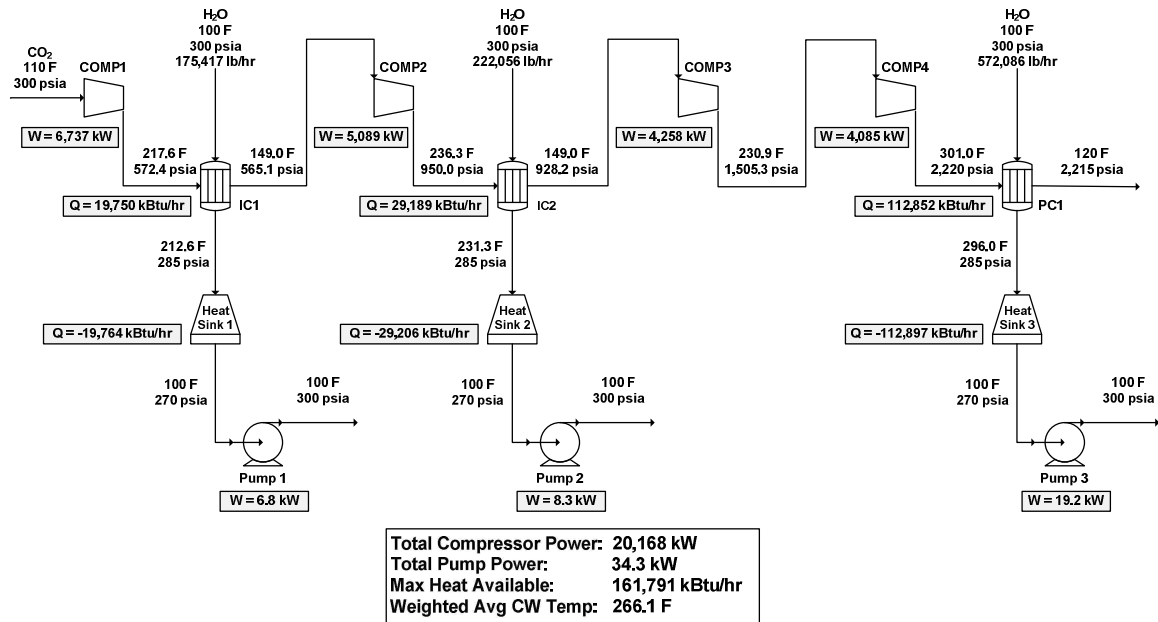 H₂O
100 F
300 psia
175,417 lb/hr
H₂O
100 F
300 psia
222,056 lb/hr
H₂O
100 F
300 psia
572,086 lb/hr
CO₂
110 F
300 psia
COMP1
COMP2
COMP3
COMP4
W = 6,737 kW
W = 5,089 kW
W = 4,258 kW
W = 4,085 kW
217.6 F
572.4 psia
149.0 F
565.1 psia
236.3 F
950.0 psia
149.0 F
928.2 psia
230.9 F
1,505.3 psia
301.0 F
2,220 psia
120 F
2,215 psia
Q = 19,750 kBtu/hr
IC1
Q = 29,189 kBtu/hr
IC2
Q = 112,852 kBtu/hr
PC1
212.6 F
285 psia
231.3 F
285 psia
296.0 F
285 psia
Q = -19,764 kBtu/hr
Heat
Sink 1
Q = -29,206 kBtu/hr
Heat
Sink 2
Q = -112,897 kBtu/hr
Heat
Sink 3
100 F
270 psia
100 F
300 psia
100 F
270 psia
100 F
300 psia
100 F
270 psia
100 F
300 psia
Pump 1
W = 6.8 kW
Pump 2
W = 8.3 kW
Pump 3
W = 19.2 kW
Total Compressor Power: 20,168 kW
Total Pump Power: 34.3 kW
Max Heat Available: 161,791 kBtu/hr
Weighted Avg CW Temp: 266.1 F